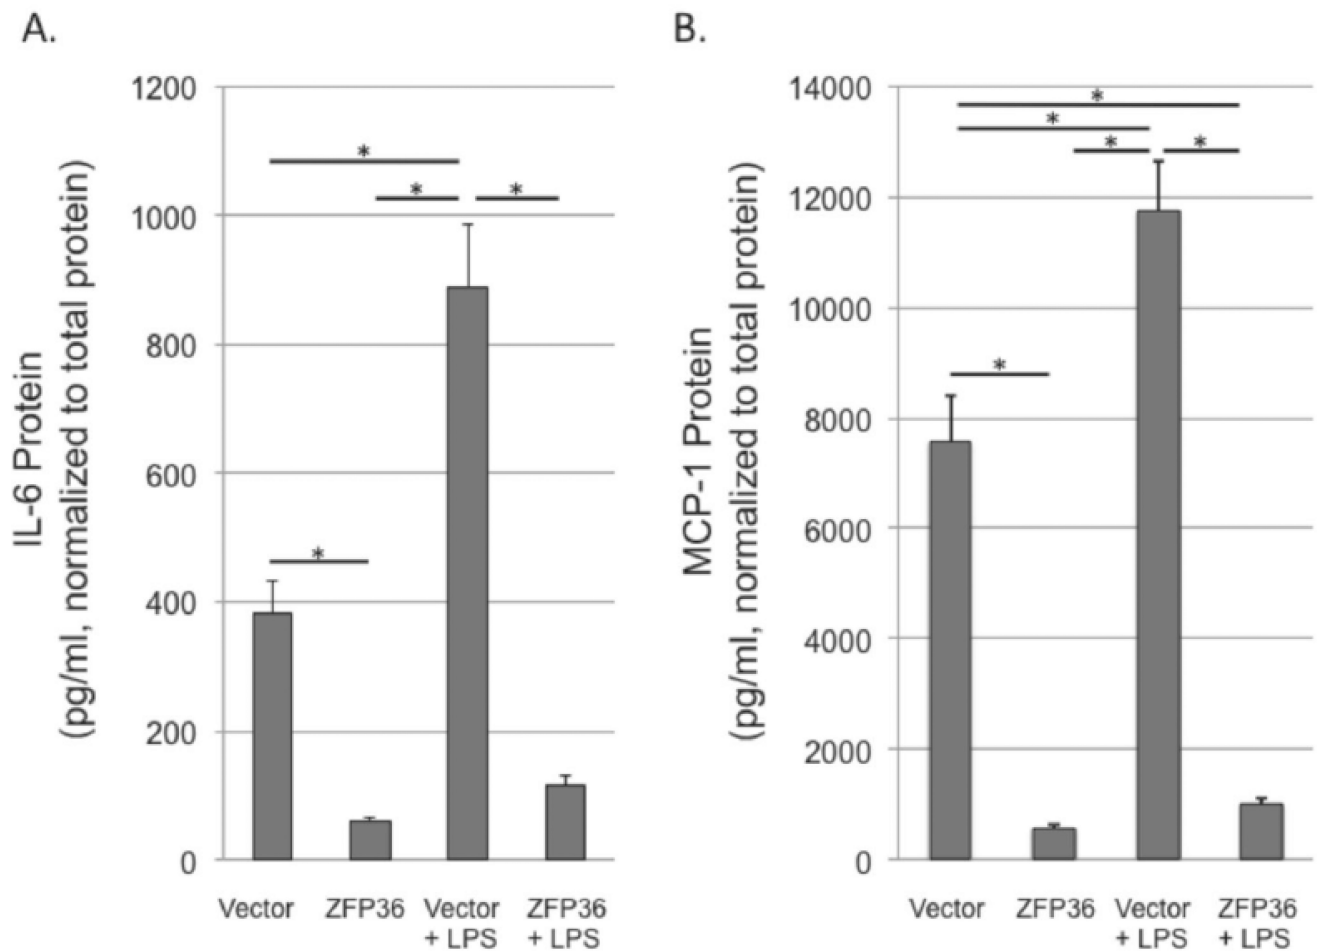 A.
IL-6 Protein
(pg/ml, normalized to total protein)
1200
1000
800
600
400
200
0
*
*
*
*
Vector
ZFP36
Vector
+ LPS
ZFP36
+ LPS
B.
MCP-1 Protein
(pg/ml, normalized to total protein)
14000
12000
10000
8000
6000
4000
2000
0
*
*
*
*
*
Vector
ZFP36
Vector
+ LPS
ZFP36
+ LPS